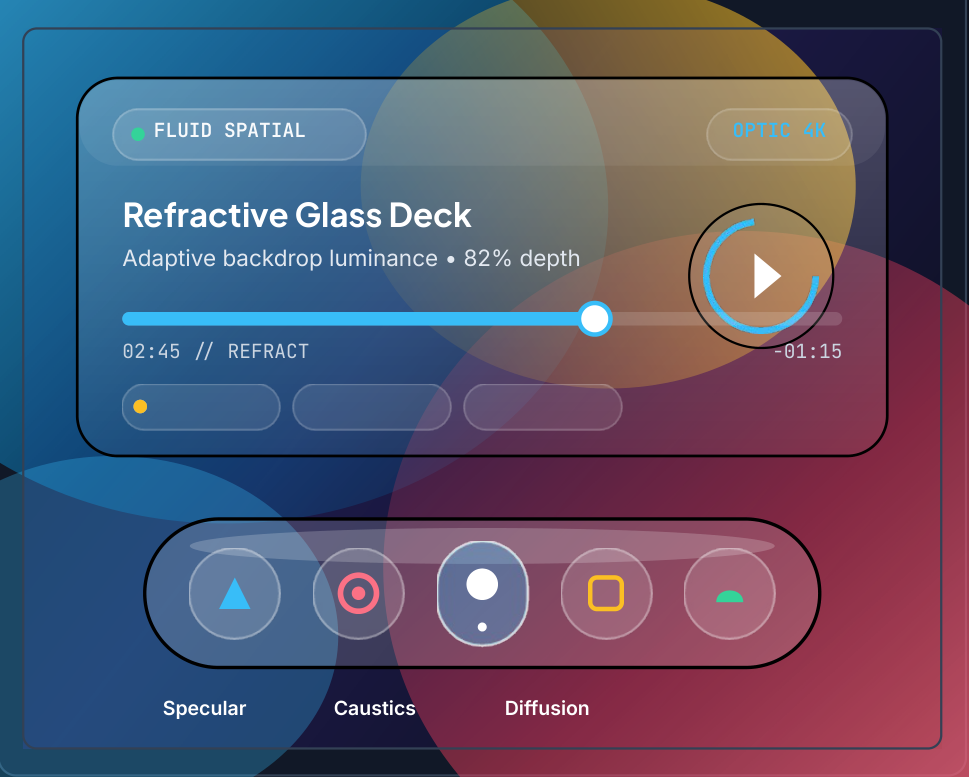 FLUID SPATIAL
OPTIC 4K
Refractive Glass Deck
Adaptive backdrop luminance • 82% depth
02:45 // REFRACT
-01:15
Specular
Caustics
Diffusion